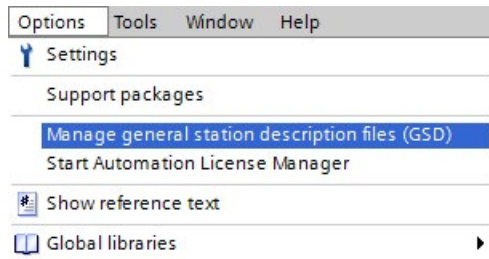 Options Tools Window Help
Settings
Support packages
Manage general station description files (GSD)
Start Automation License Manager
Show reference text
Global libraries